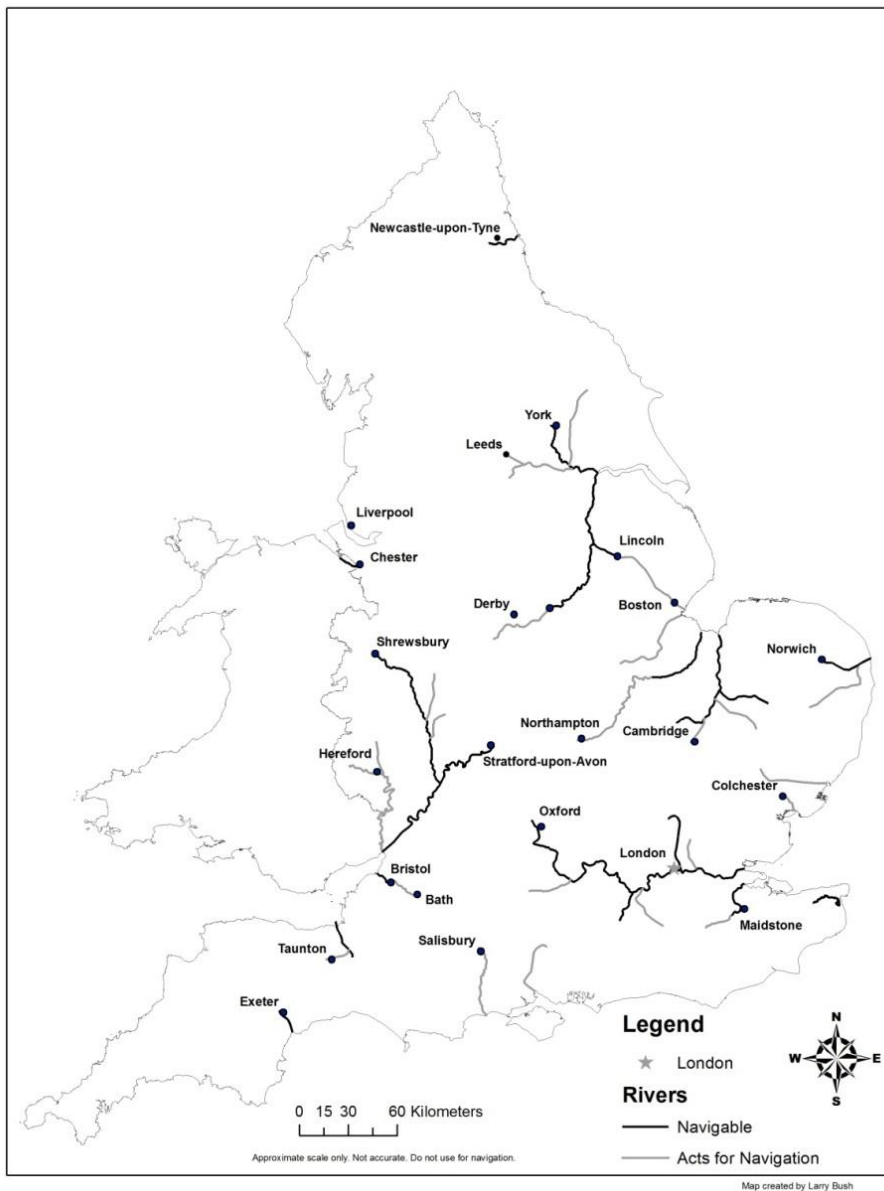 Newcastle-upon-Tyne
York
Leeds
Liverpool
Lincoln
Chester
Derby
Boston
Shrewsbury
Norwich
Northampton
Cambridge
Hereford
Stratford-upon-Avon
Colchester
Oxford
London
Bristol
Bath
Maidstone
Salisbury
Taunton
Exeter
Legend
London
Rivers
Navigable
Acts for Navigation
N
W E
S
0 15 30 60 Kilometers
Approximate scale only. Not accurate. Do not use for navigation.
Map created by Larry Bush